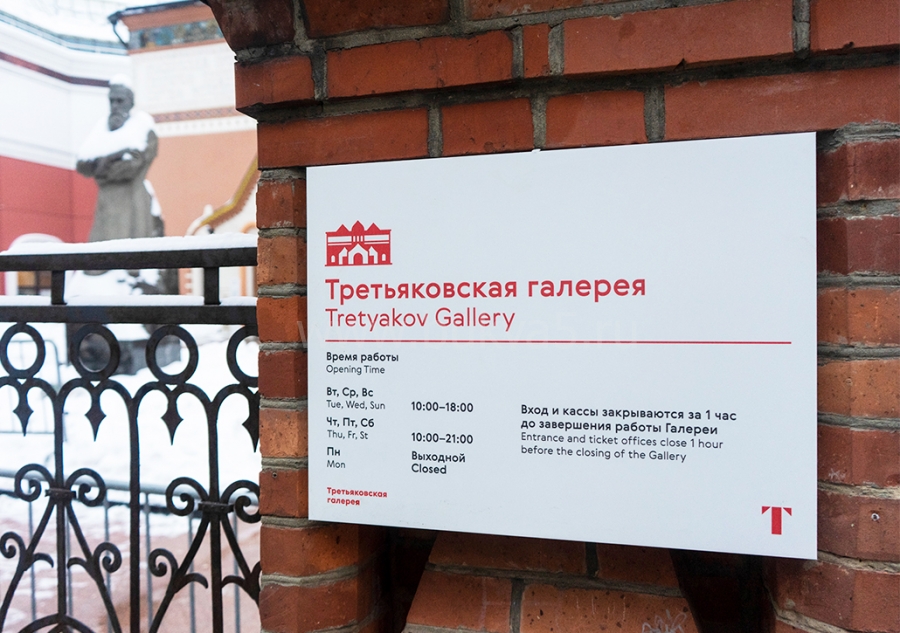 Третьяковская галерея
Tretyakov Gallery
Время работы
Opening Time
Вт, Ср, Вс
Tue, Wed, Sun
10:00–18:00
Чт, Пт, Сб
Thu, Fr, St
10:00–21:00
Пн
Mon
Выходной
Closed
Вход и кассы закрываются за 1 час
до завершения работы Галереи
Entrance and ticket offices close 1 hour
before the closing of the Gallery
Третьяковская
галерея
Т